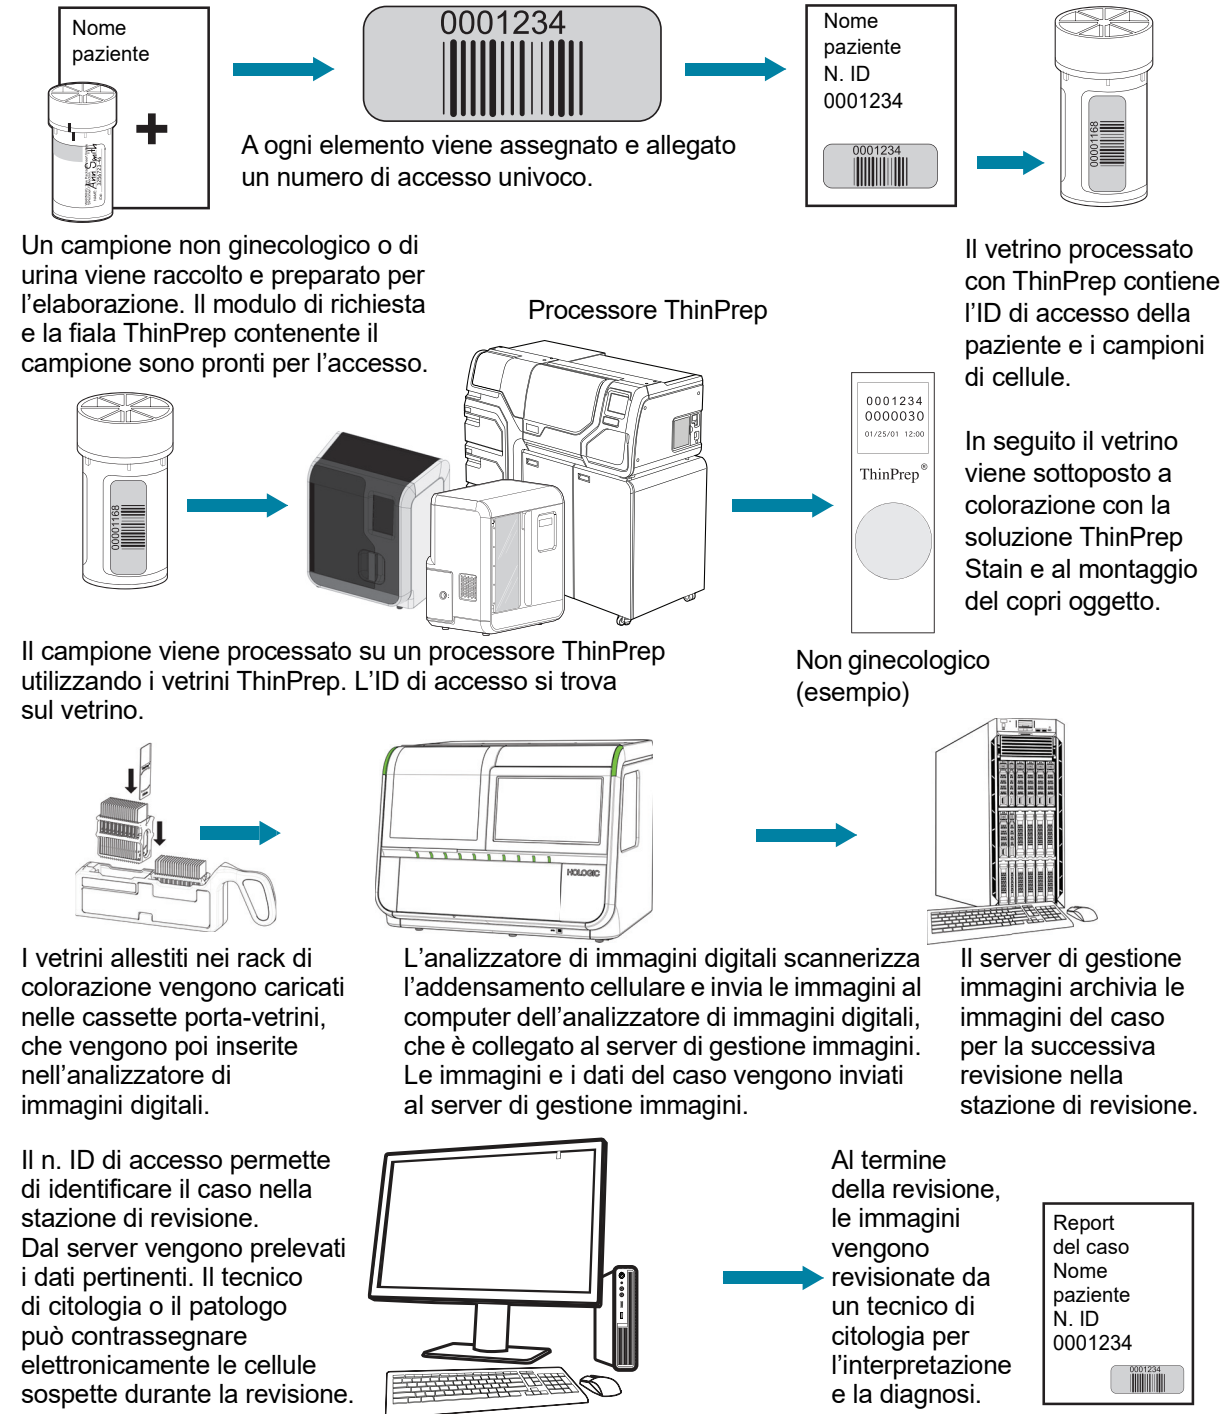 Nome
paziente
0001234
A ogni elemento viene assegnato e allegato
un numero di accesso univoco.
Nome
paziente
N. ID
0001234
0001234
00001168
Ann Smith
Un campione non ginecologico o di
urina viene raccolto e preparato per
l'elaborazione. Il modulo di richiesta
e la fiala ThinPrep contenente il
campione sono pronti per l'accesso.
Il vetrino processato
con ThinPrep contiene
l'ID di accesso della
paziente e i campioni
di cellule.
In seguito il vetrino
viene sottoposto a
colorazione con la
soluzione ThinPrep
Stain e al montaggio
del copri oggetto.
Processore ThinPrep
00001168
0001234
0000030
01/25/01 12:00
ThinPrep®
Il campione viene processato su un processore ThinPrep
utilizzando i vetrini ThinPrep. L'ID di accesso si trova
sul vetrino.
Non ginecologico
(esempio)
HOLOGIC
I vetrini allestiti nei rack di
colorazione vengono caricati
nelle cassette porta-vetrini,
che vengono poi inserite
nell'analizzatore di
immagini digitali.
L'analizzatore di immagini digitali scannerizza
l'addensamento cellulare e invia le immagini al
computer dell'analizzatore di immagini digitali,
che è collegato al server di gestione immagini.
Le immagini e i dati del caso vengono inviati
al server di gestione immagini.
Il server di gestione
immagini archivia le
immagini del caso
per la successiva
revisione nella
stazione di revisione.
Il n. ID di accesso permette
di identificare il caso nella
stazione di revisione.
Dal server vengono prelevati
i dati pertinenti. Il tecnico
di citologia o il patologo
può contrassegnare
elettronicamente le cellule
sospette durante la revisione.
Al termine
della revisione,
le immagini
vengono
revisionate da
un tecnico di
citologia per
l'interpretazione
e la diagnosi.
Report
del caso
Nome
paziente
N. ID
0001234
0001234